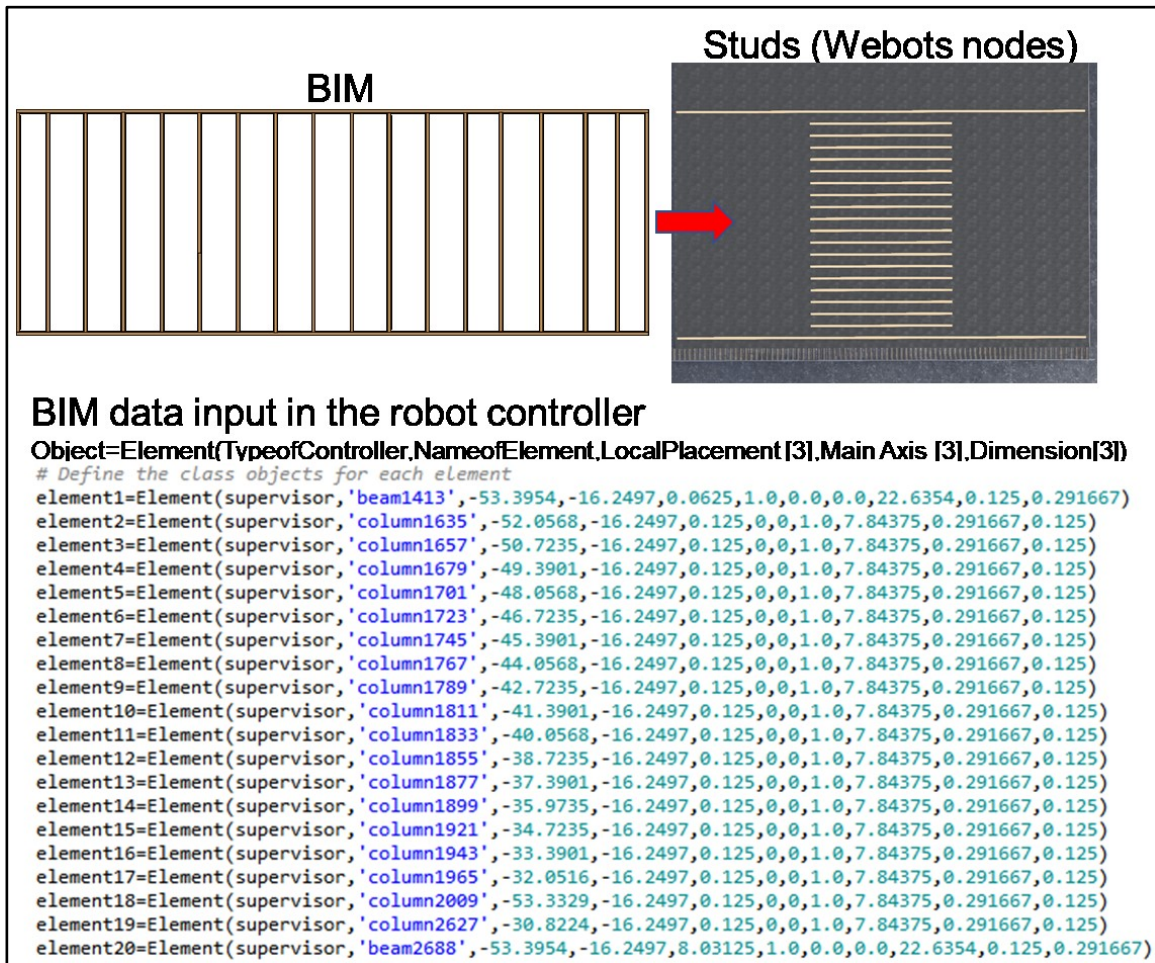 Studs (Webots nodes)
BIM
BIM data input in the robot controller
Object=Element(TypeofController,NameofElement,LocalPlacement [3],Main Axis [3],Dimension[3])
# Define the class objects for each element
element1=Element(supervisor,'beam1413',-53.3954,-16.2497,0.0625,1.0,0.0,0.0,22.6354,0.125,0.291667)
element2=Element(supervisor,'column1635',-52.0568,-16.2497,0.125,0,0,1.0,7.84375,0.291667,0.125)
element3=Element(supervisor,'column1657',-50.7235,-16.2497,0.125,0,0,1.0,7.84375,0.291667,0.125)
element4=Element(supervisor,'column1679',-49.3901,-16.2497,0.125,0,0,1.0,7.84375,0.291667,0.125)
element5=Element(supervisor,'column1701',-48.0568,-16.2497,0.125,0,0,1.0,7.84375,0.291667,0.125)
element6=Element(supervisor,'column1723',-46.7235,-16.2497,0.125,0,0,1.0,7.84375,0.291667,0.125)
element7=Element(supervisor,'column1745',-45.3901,-16.2497,0.125,0,0,1.0,7.84375,0.291667,0.125)
element8=Element(supervisor,'column1767',-44.0568,-16.2497,0.125,0,0,1.0,7.84375,0.291667,0.125)
element9=Element(supervisor,'column1789',-42.7235,-16.2497,0.125,0,0,1.0,7.84375,0.291667,0.125)
element10=Element(supervisor,'column1811',-41.3901,-16.2497,0.125,0,0,1.0,7.84375,0.291667,0.125)
element11=Element(supervisor,'column1833',-40.0568,-16.2497,0.125,0,0,1.0,7.84375,0.291667,0.125)
element12=Element(supervisor,'column1855',-38.7235,-16.2497,0.125,0,0,1.0,7.84375,0.291667,0.125)
element13=Element(supervisor,'column1877',-37.3901,-16.2497,0.125,0,0,1.0,7.84375,0.291667,0.125)
element14=Element(supervisor,'column1899',-35.9735,-16.2497,0.125,0,0,1.0,7.84375,0.291667,0.125)
element15=Element(supervisor,'column1921',-34.7235,-16.2497,0.125,0,0,1.0,7.84375,0.291667,0.125)
element16=Element(supervisor,'column1943',-33.3901,-16.2497,0.125,0,0,1.0,7.84375,0.291667,0.125)
element17=Element(supervisor,'column1965',-32.0516,-16.2497,0.125,0,0,1.0,7.84375,0.291667,0.125)
element18=Element(supervisor,'column2009',-53.3329,-16.2497,0.125,0,0,1.0,7.84375,0.291667,0.125)
element19=Element(supervisor,'column2627',-30.8224,-16.2497,0.125,0,0,1.0,7.84375,0.291667,0.125)
element20=Element(supervisor,'beam2688',-53.3954,-16.2497,8.03125,1.0,0.0,0.0,22.6354,0.125,0.291667)